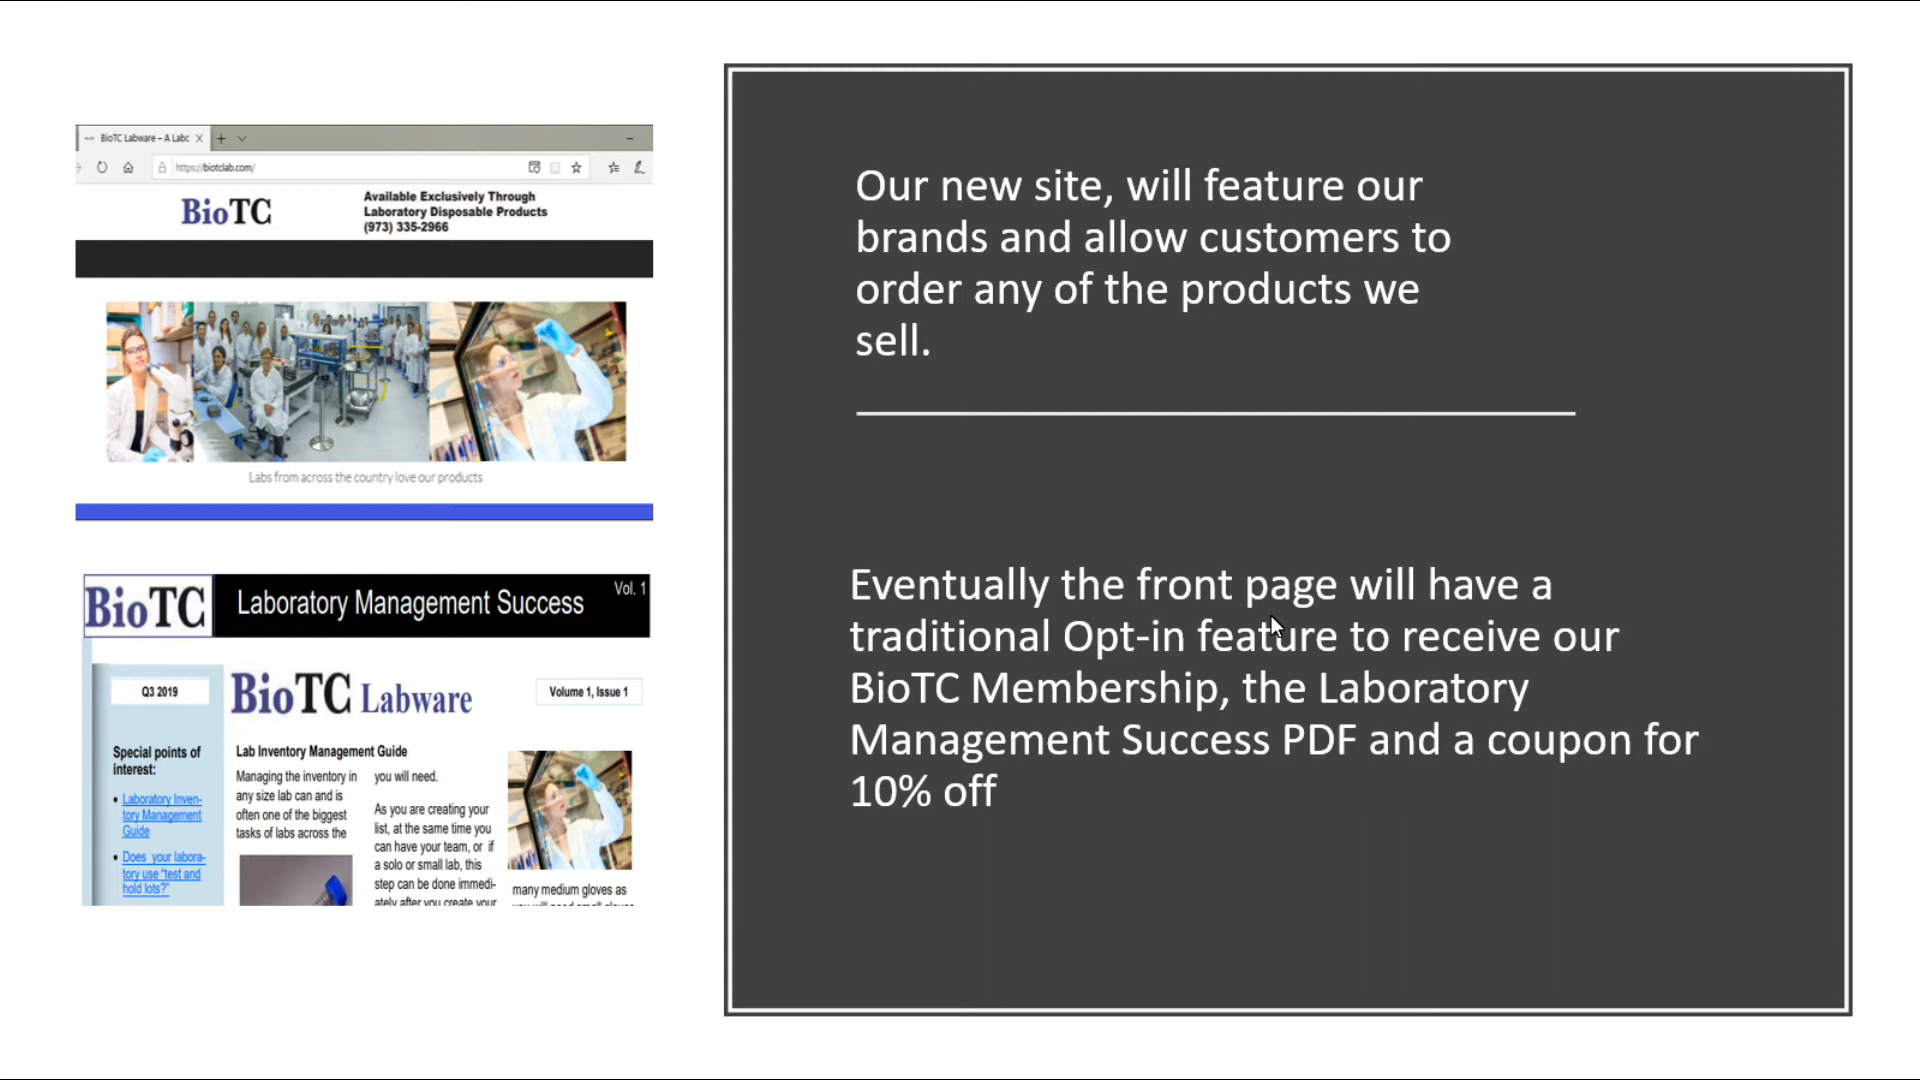 BioTC Labware – A Labc
https://biotclab.com/
BioTC
Available Exclusively Through
Laboratory Disposable Products
(973) 335-2966
Labs from across the country love our products
BioTC
Laboratory Management Success
Vol. 1
Q3 2019
BioTC Labware
Volume 1, Issue 1
Special points of
interest:
• Laboratory Inven-
tory Management
Guide
• Does your labora-
tory use "test and
hold lots?"
Lab Inventory Management Guide
Managing the inventory in
any size lab can and is
often one of the biggest
tasks of labs across the
you will need.
As you are creating your
list, at the same time you
can have your team, or if
a solo or small lab, this
step can be done immedi-
ately after you create your
many medium gloves as
Our new site, will feature our
brands and allow customers to
order any of the products we
sell.
Eventually the front page will have a
traditional Opt-in feature to receive our
BioTC Membership, the Laboratory
Management Success PDF and a coupon for
10% off